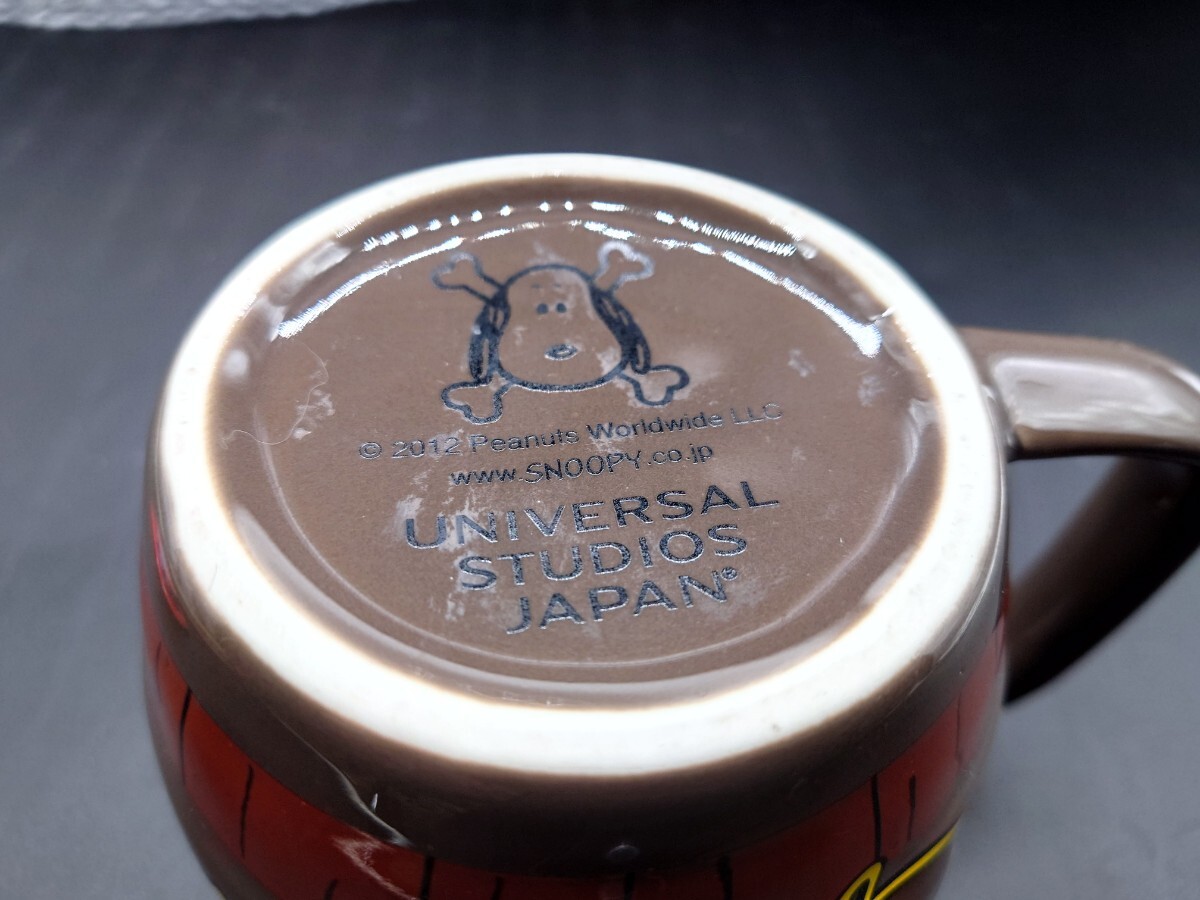 © 2012 Peanuts Worldwide LLC
www.SNOOPY.co.jp
UNIVERSAL
STUDIOS
JAPAN®